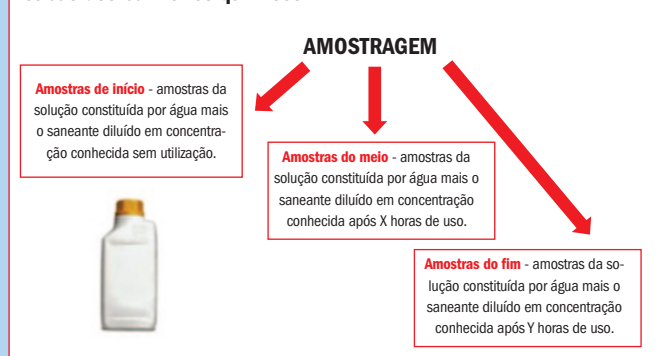 AMOSTRAGEM
Amostras de início - amostras da
solução constituída por água mais
o saneante diluído em concentra-
ção conhecida sem utilização.
Amostras do meio - amostras da
solução constituída por água mais o
saneante diluído em concentração
conhecida após X horas de uso.
Amostras do fim - amostras da so-
lução constituída por água mais o
saneante diluído em concentração
conhecida após Y horas de uso.